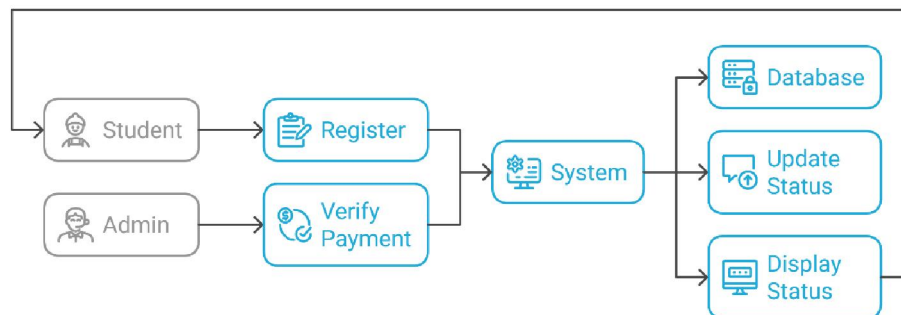 Student
Register
Admin
Verify
Payment
System
Database
Update
Status
Display
Status